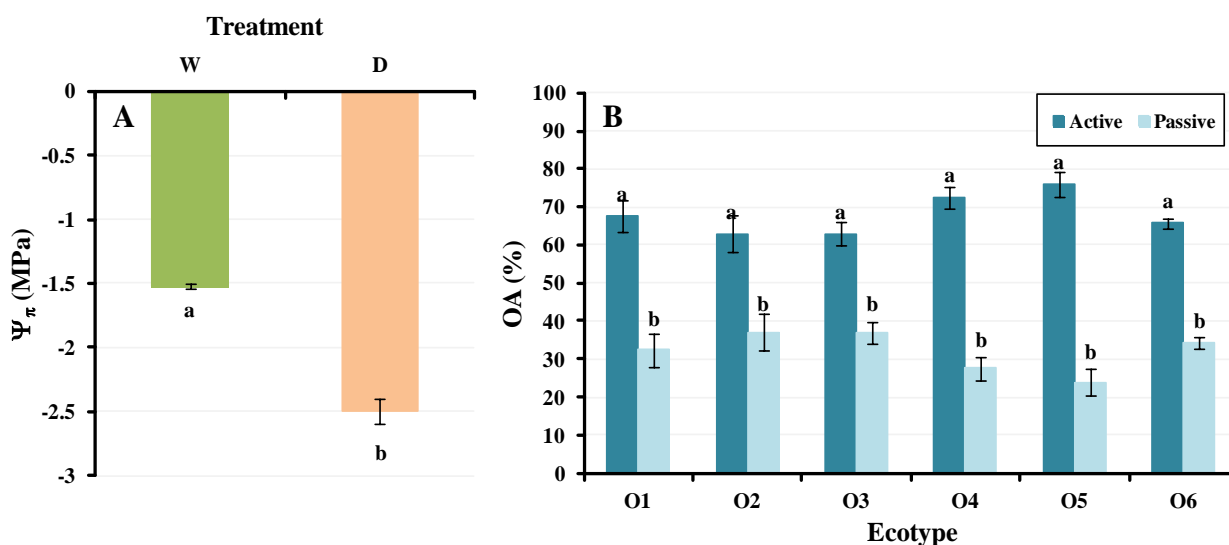 Treatment
W D
A
0
-0.5
-1
-1.5
-2
-2.5
-3
Ψπ (MPa)
a
b
B
Active Passive
100
90
80
70
60
50
40
30
20
10
0
OA (%)
a a a a a a
b b b b b b
O1 O2 O3 O4 O5 O6
Ecotype